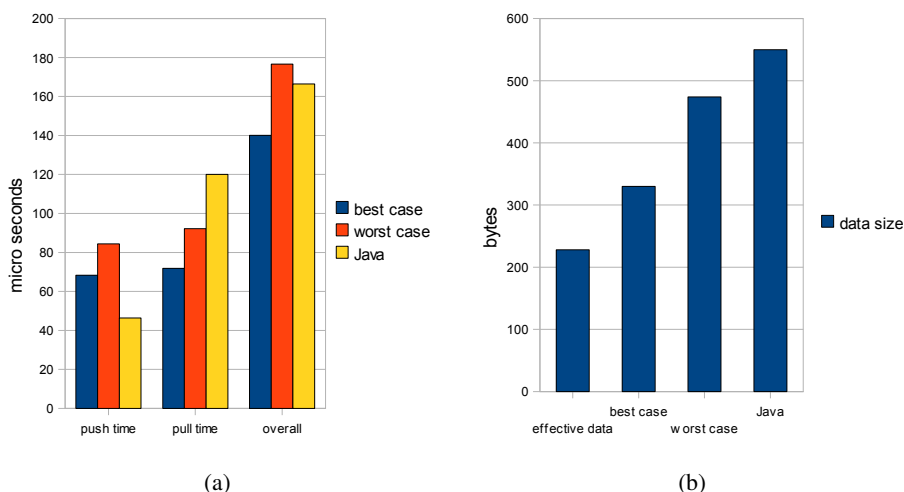 200
180
160
140
120
100
80
60
40
20
0
micro seconds
push time
pull time
overall
best case
worst case
Java
(a)
600
500
400
300
200
100
0
bytes
effective data
best case
w orst case
Java
data size
(b)